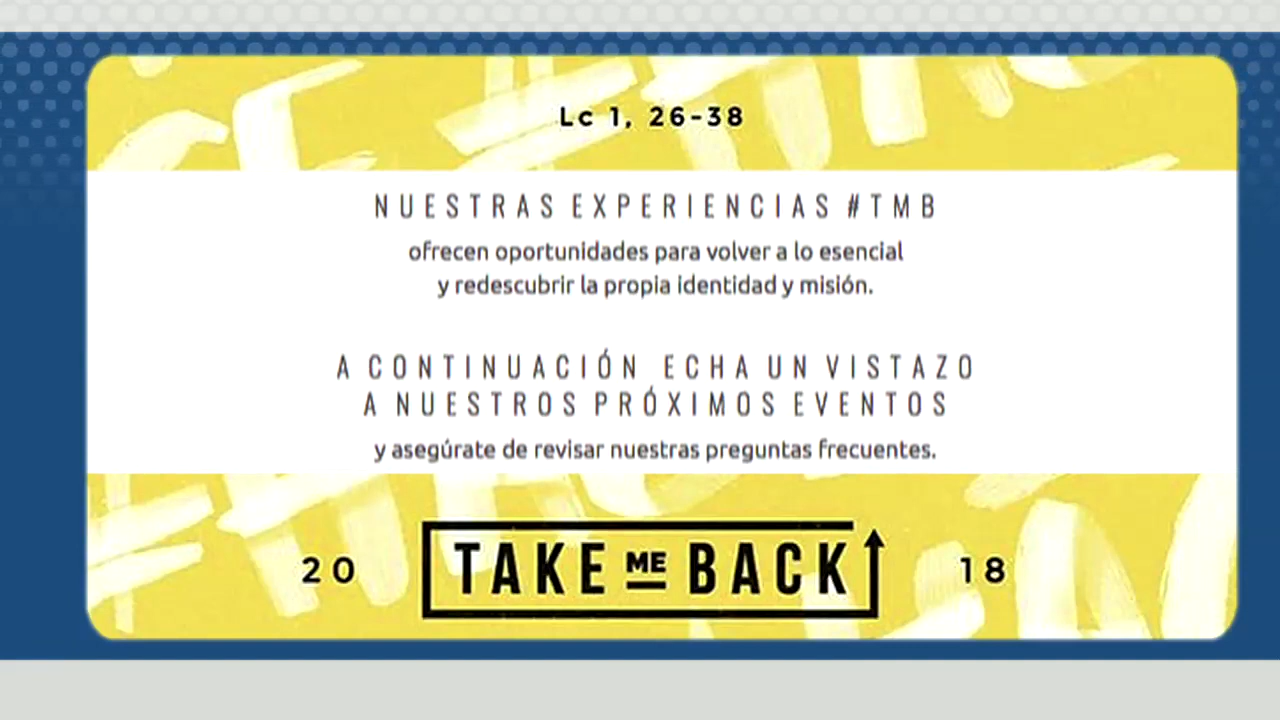 Lc 1, 26-38
NUESTRAS EXPERIENCIAS #TMB
ofrecen oportunidades para volver a lo esencial
y redescubrir la propia identidad y misión.
A CONTINUACIÓN ECHA UN VISTAZO
A NUESTROS PRÓXIMOS EVENTOS
y asegúrate de revisar nuestras preguntas frecuentes.
20 TAKE ME BACK 18